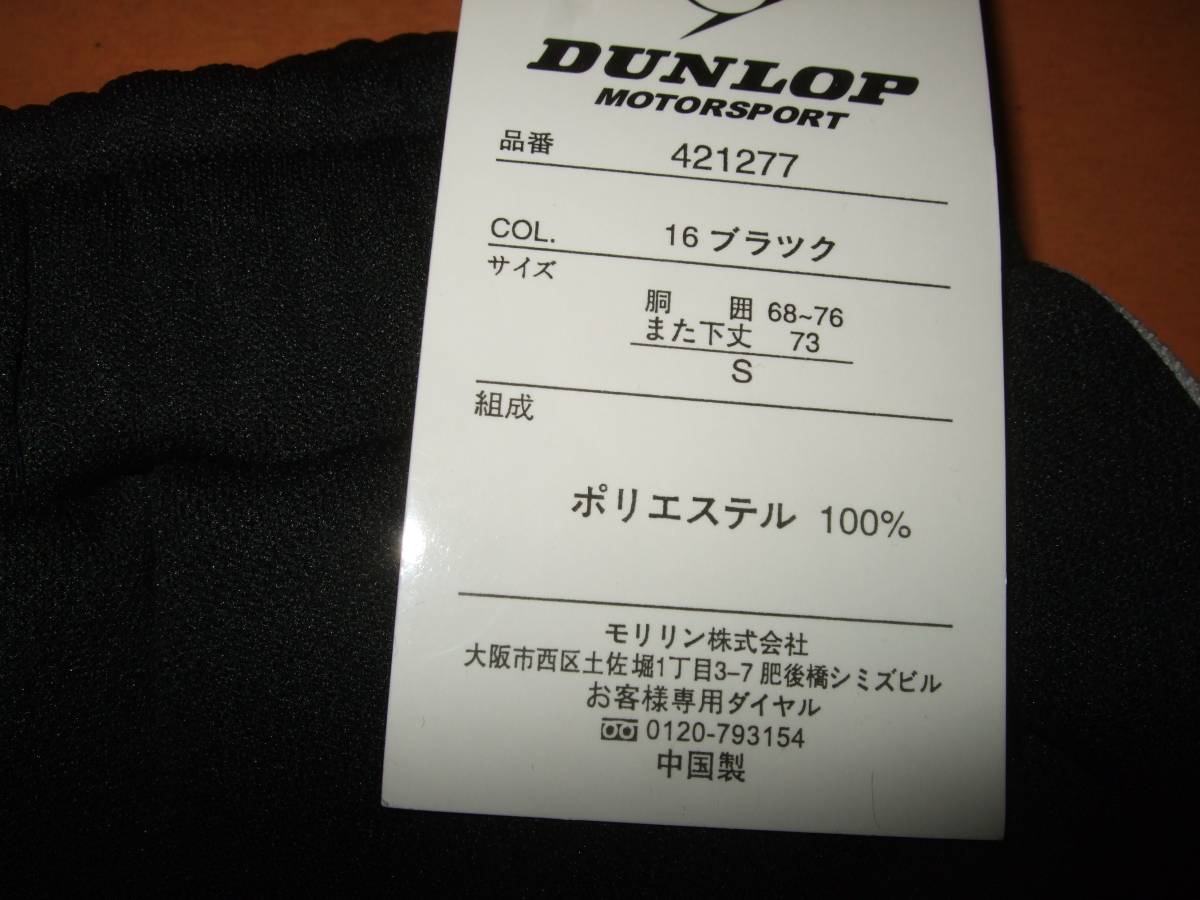 DUNLOP
MOTORSPORT
品番 421277
COL. 16 ブラツク
サイズ
胴 囲 68~76
また下丈 73
S
組成
ポリエステル 100%
モリリン株式会社
大阪市西区土佐堀1丁目3-7 肥後橋シミズビル
お客様専用ダイヤル
0120-793154
中国製